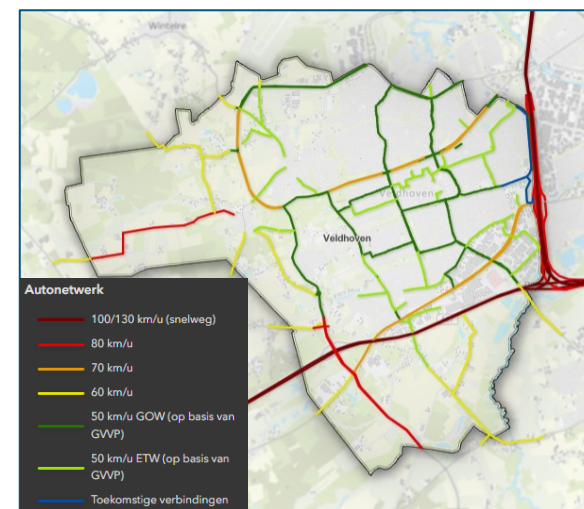 Wintelre
Veldhoven
Veldhoven
Autonetwerk
100/130 km/u (snelweg)
80 km/u
70 km/u
60 km/u
50 km/u GOW (op basis van
GVVP)
50 km/u ETW (op basis van
GVVP)
Toekomstige verbindingen